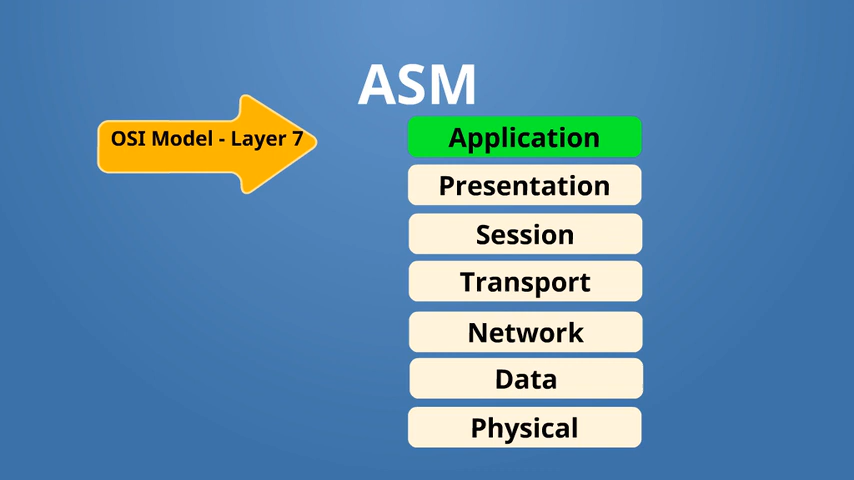 ASM
OSI Model - Layer 7
Application
Presentation
Session
Transport
Network
Data
Physical